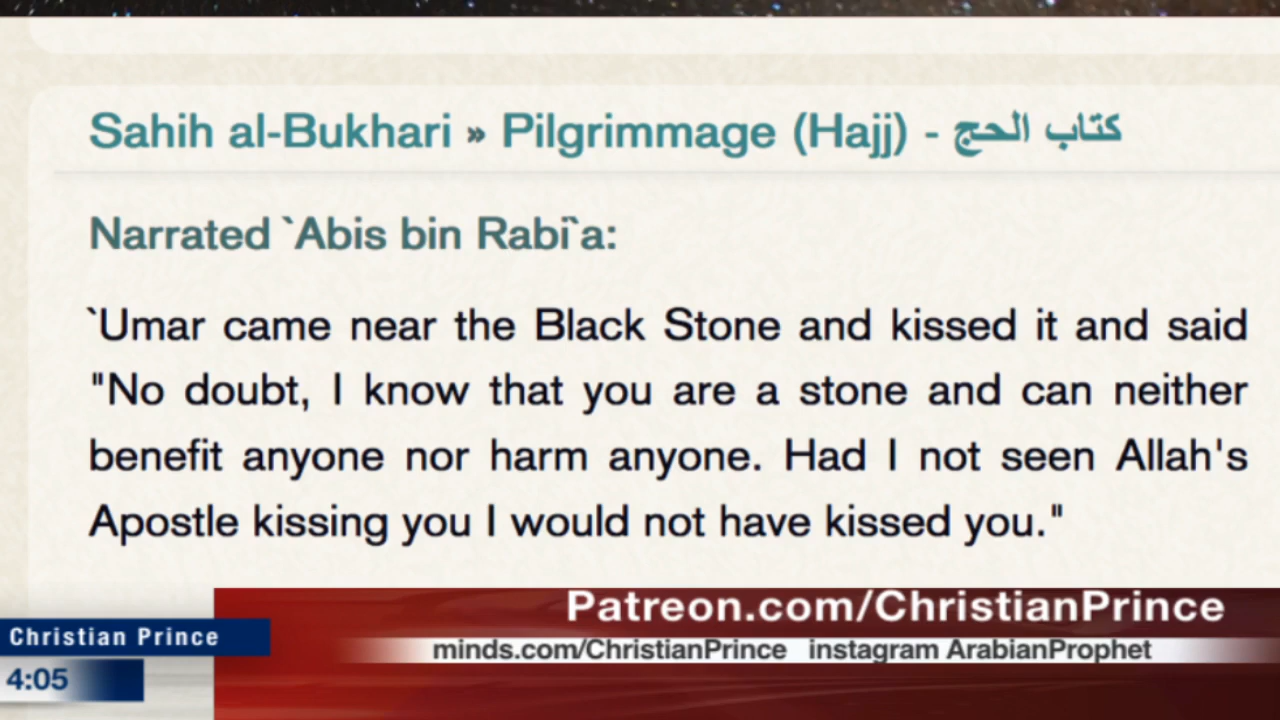 Sahih al-Bukhari » Pilgrimmage (Hajj) - كتاب الحج
Narrated `Abis bin Rabi`a:
`Umar came near the Black Stone and kissed it and said
"No doubt, I know that you are a stone and can neither
benefit anyone nor harm anyone. Had I not seen Allah's
Apostle kissing you I would not have kissed you."
Patreon.com/ChristianPrince
Christian Prince
minds.com/ChristianPrince instagram ArabianProphet
4:05